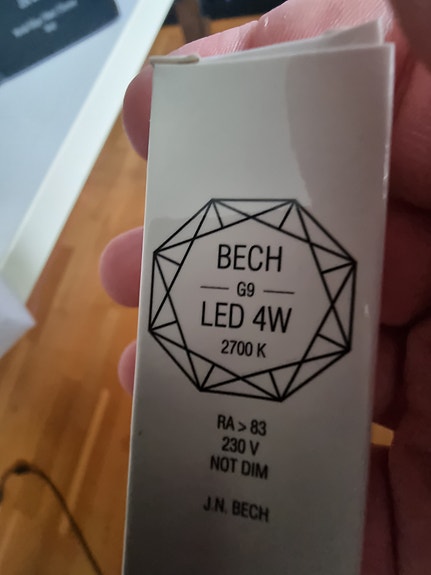 BECH
G9
LED 4W
2700 K
RA > 83
230 V
NOT DIM
J.N. BECH